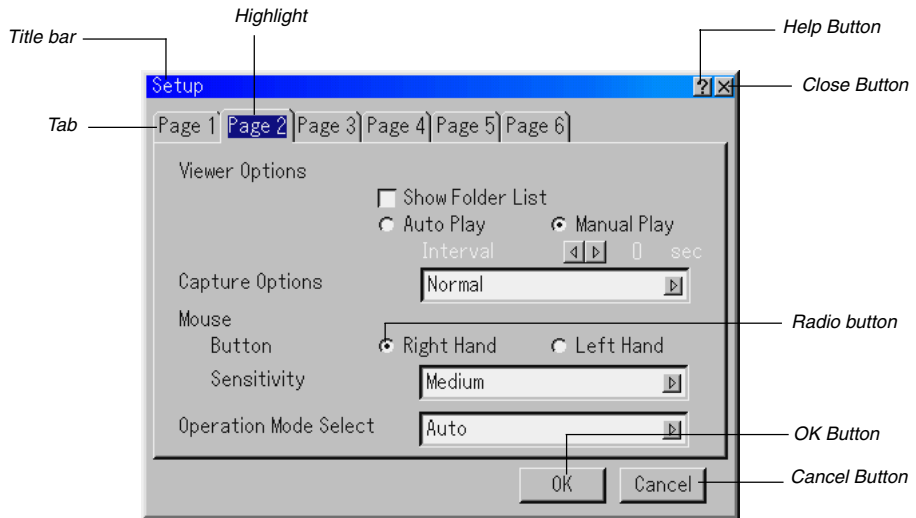 Highlight
Title bar
Help Button
Setup
?
Close Button
Tab
Page 1 Page 2 Page 3 Page 4 Page 5 Page 6
Viewer Options
Show Folder List
Auto Play Manual Play
Interval 0 sec
Capture Options Normal
Mouse
Radio button
Button Right Hand Left Hand
Sensitivity Medium
Operation Mode Select Auto
OK Button
OK Cancel
Cancel Button